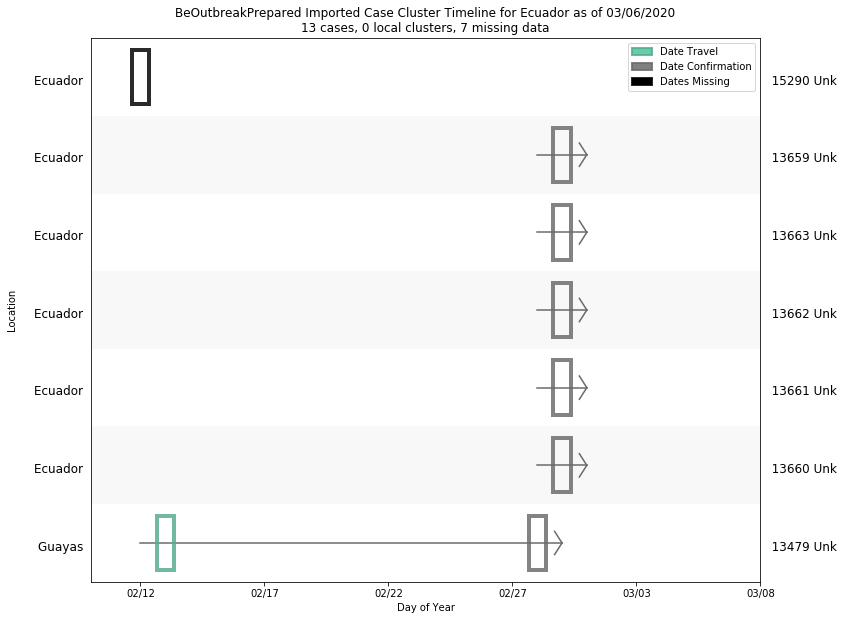 BeOutbreakPrepared Imported Case Cluster Timeline for Ecuador as of 03/06/2020
13 cases, 0 local clusters, 7 missing data
Date Travel
Date Confirmation
Dates Missing
Ecuador 15290 Unk
Ecuador 13659 Unk
Ecuador 13663 Unk
Ecuador 13662 Unk
Ecuador 13661 Unk
Ecuador 13660 Unk
Guayas 13479 Unk
Location
02/12 02/17 02/22 02/27 03/03 03/08
Day of Year